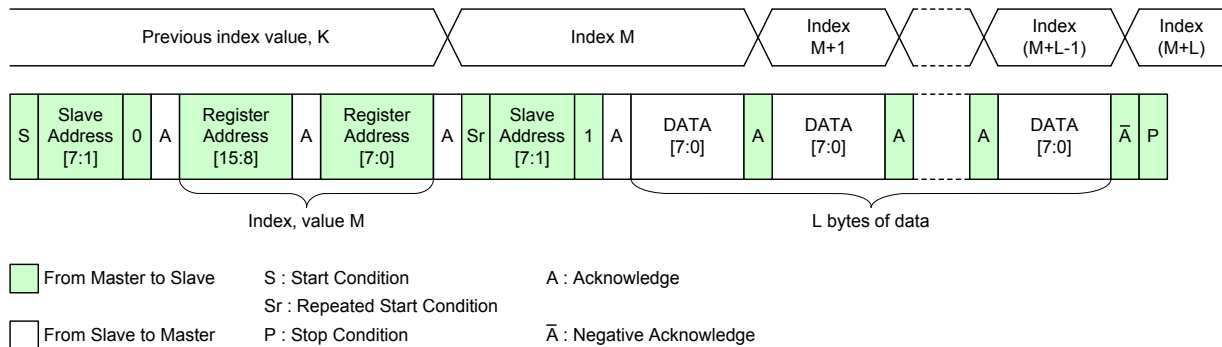 Previous index value, K
Index M
Index
M+1
Index
(M+L-1)
Index
(M+L)
S
Slave
Address
[7:1]
0
A
Register
Address
[15:8]
A
Register
Address
[7:0]
A
Sr
Slave
Address
[7:1]
1
A
DATA
[7:0]
A
DATA
[7:0]
A
A
DATA
[7:0]
A̅
P
Index, value M
L bytes of data
From Master to Slave
S : Start Condition
A : Acknowledge
Sr : Repeated Start Condition
From Slave to Master
P : Stop Condition
A̅ : Negative Acknowledge